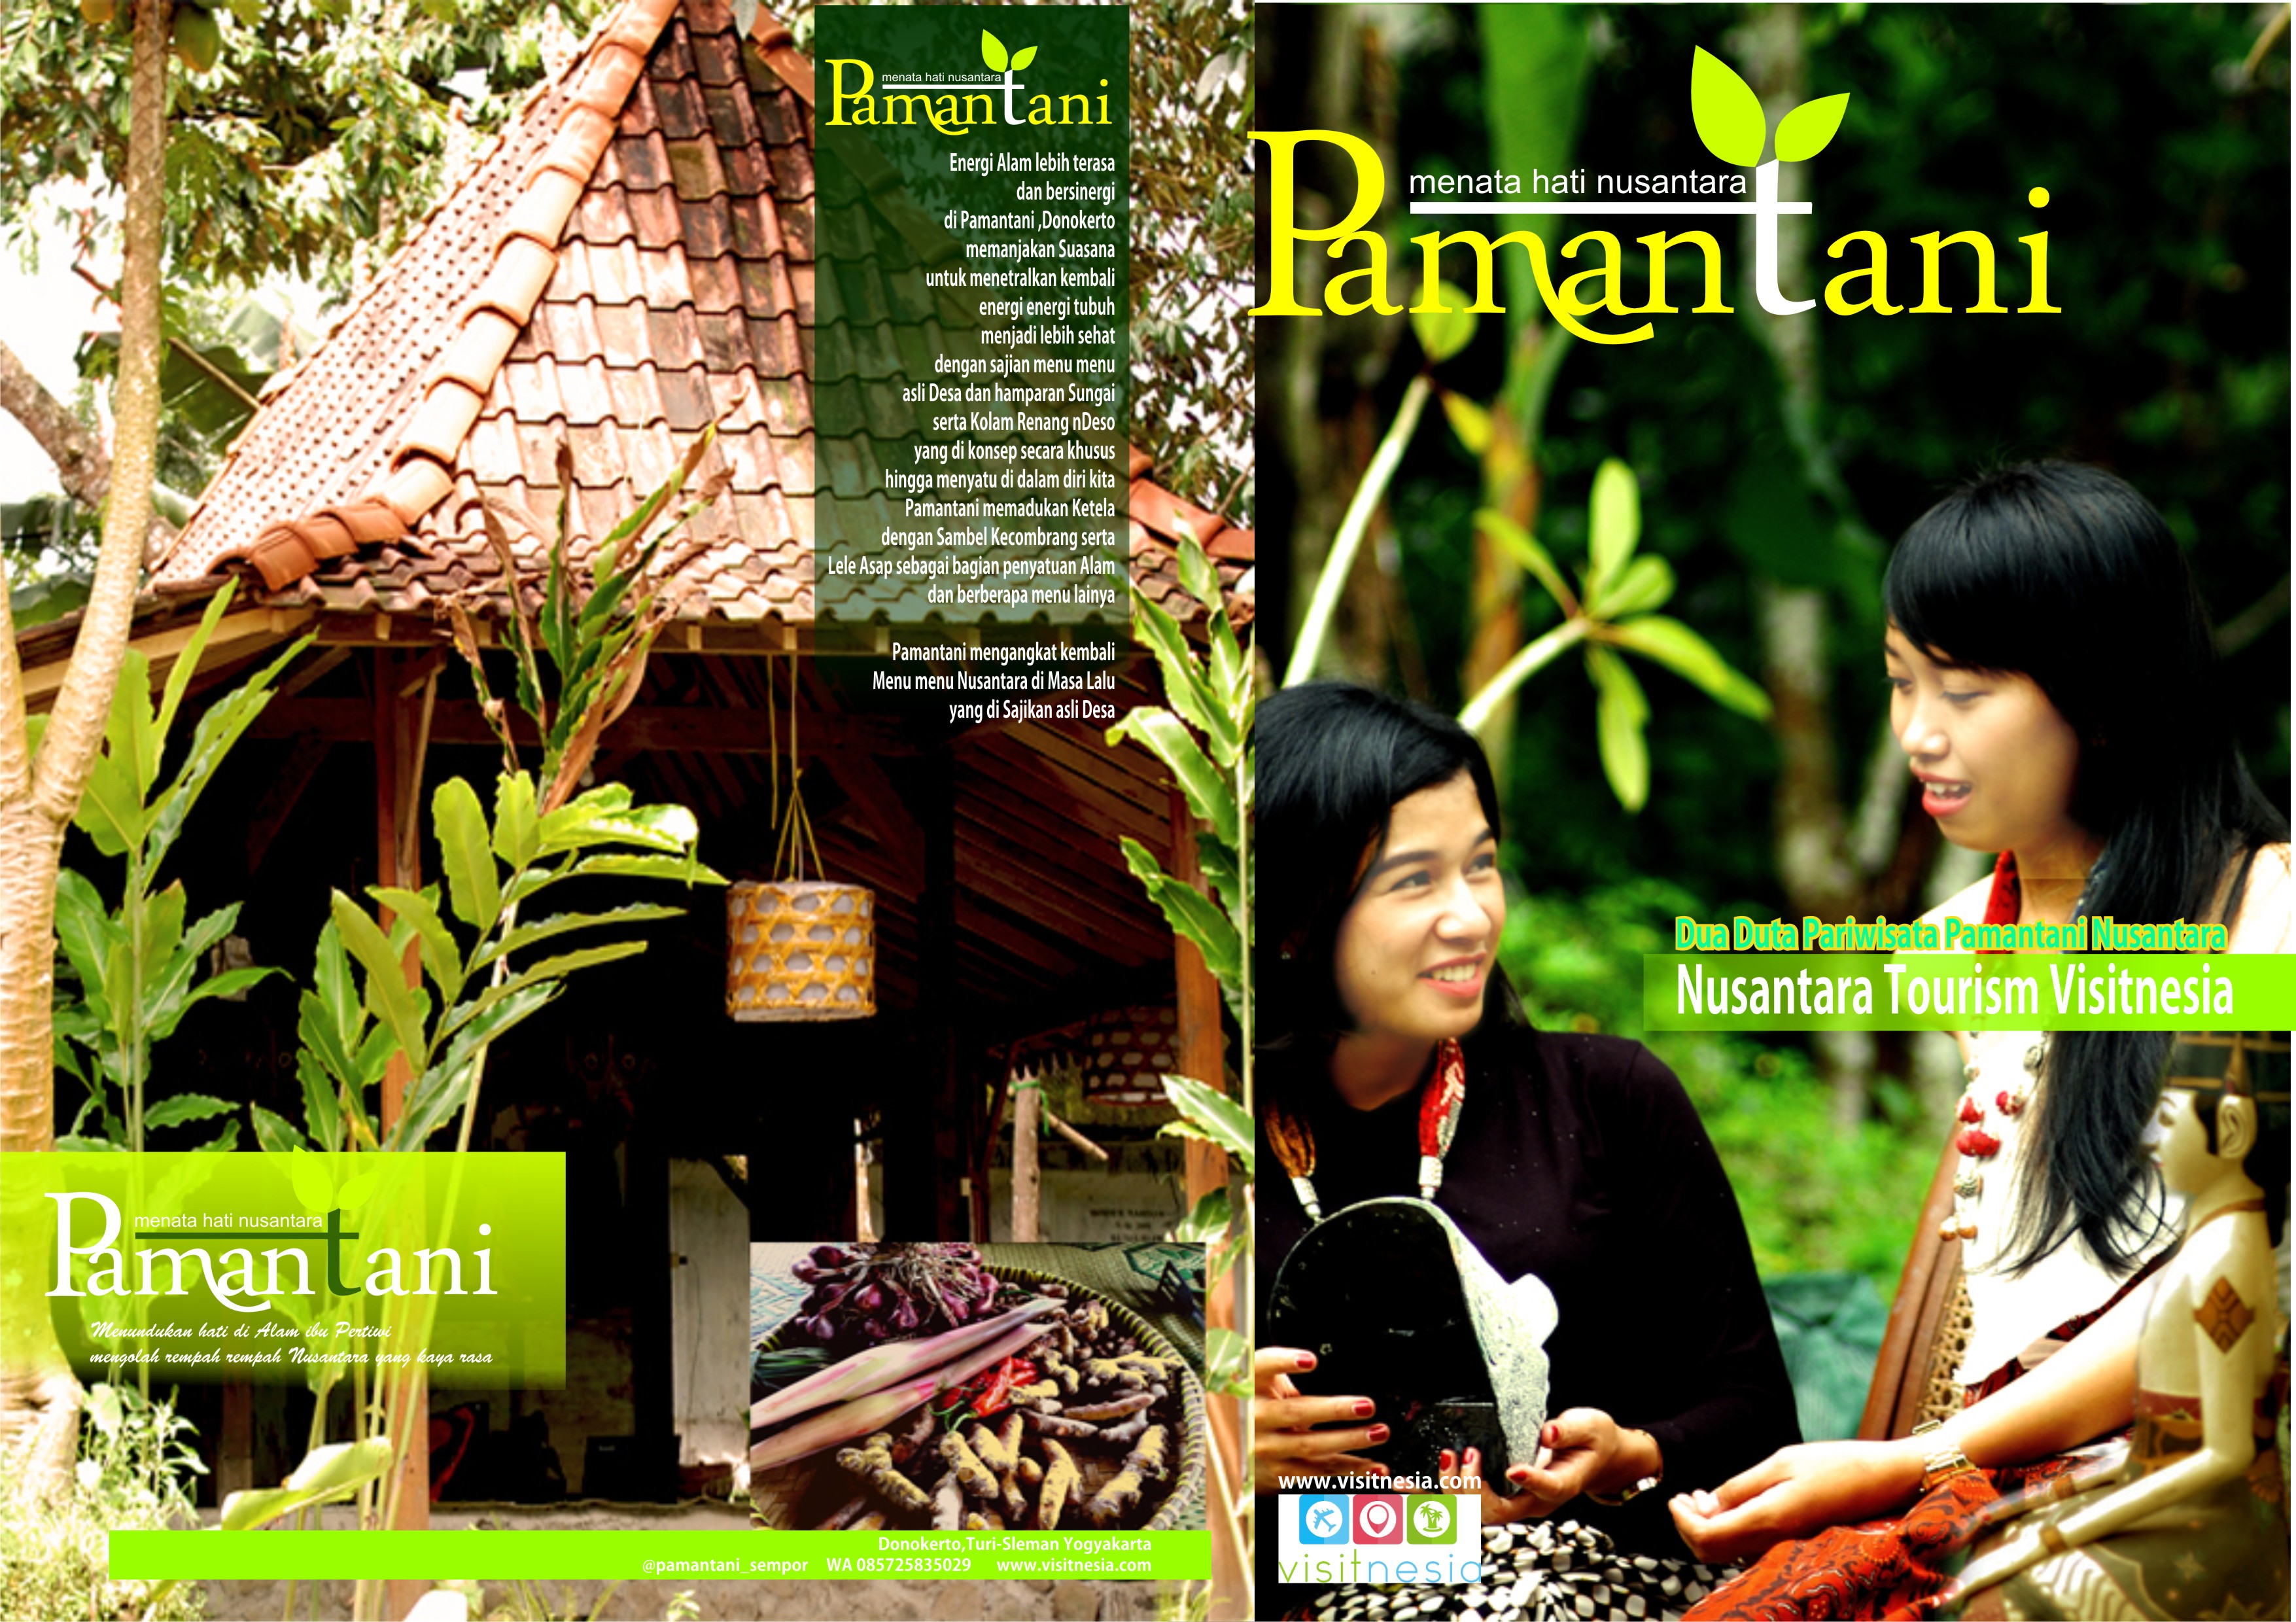 Pamantani
menata hati nusantara
Energi Alam lebih terasa
dan bersinergi
di Pamantani ,Donokerto
memanjakan Suasana
untuk menetralkan kembali
energi energi tubuh
menjadi lebih sehat
dengan sajian menu menu
asli Desa dan hamparan Sungai
serta Kolam Renang nDeso
yang di konsep secara khusus
hingga menyatu di dalam diri kita
Pamantani memadukan Ketela
dengan Sambel Kecombrang serta
Lele Asap sebagai bagian penyatuan Alam
dan berberapa menu lainya
Pamantani mengangkat kembali
Menu menu Nusantara di Masa Lalu
yang di Sajikan asli Desa
menata hati nusantara
Pamantani
Menundukan hati di Alam ibu Pertiwi
mengolah rempah rempah Nusantara yang kaya rasa
Donokerto,Turi-Sleman Yogyakarta
@pamantani_sempor WA 085725835029 www.visitnesia.com
menata hati nusantara
Pamantani
Dua Duta Pariwisata Pamantani Nusantara
Nusantara Tourism Visitnesia
www.visitnesia.com
visitnesia